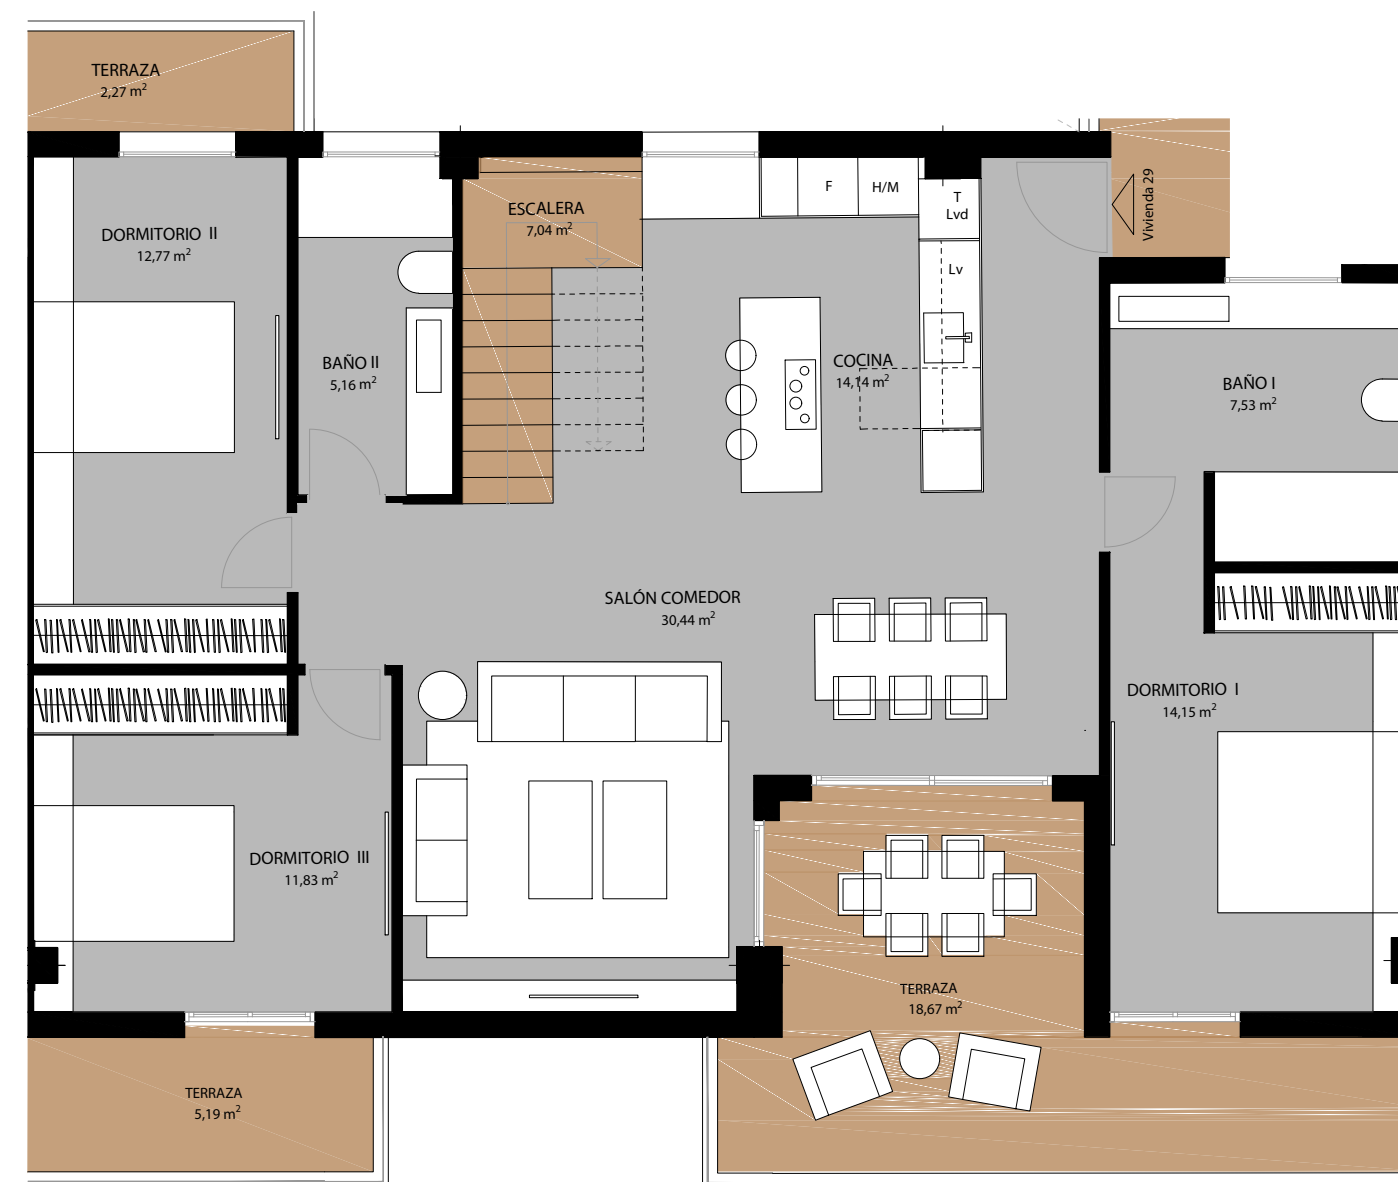 TERRAZA
2,27 m²
DORMITORIO II
12,77 m²
ESCALERA
7,04 m²
F
H/M
T
Lvd
Lv
Vivienda 29
BAÑO II
5,16 m²
COCINA
14,14 m²
BAÑO I
7,53 m²
SALÓN COMEDOR
30,44 m²
DORMITORIO I
14,15 m²
DORMITORIO III
11,83 m²
TERRAZA
18,67 m²
TERRAZA
5,19 m²